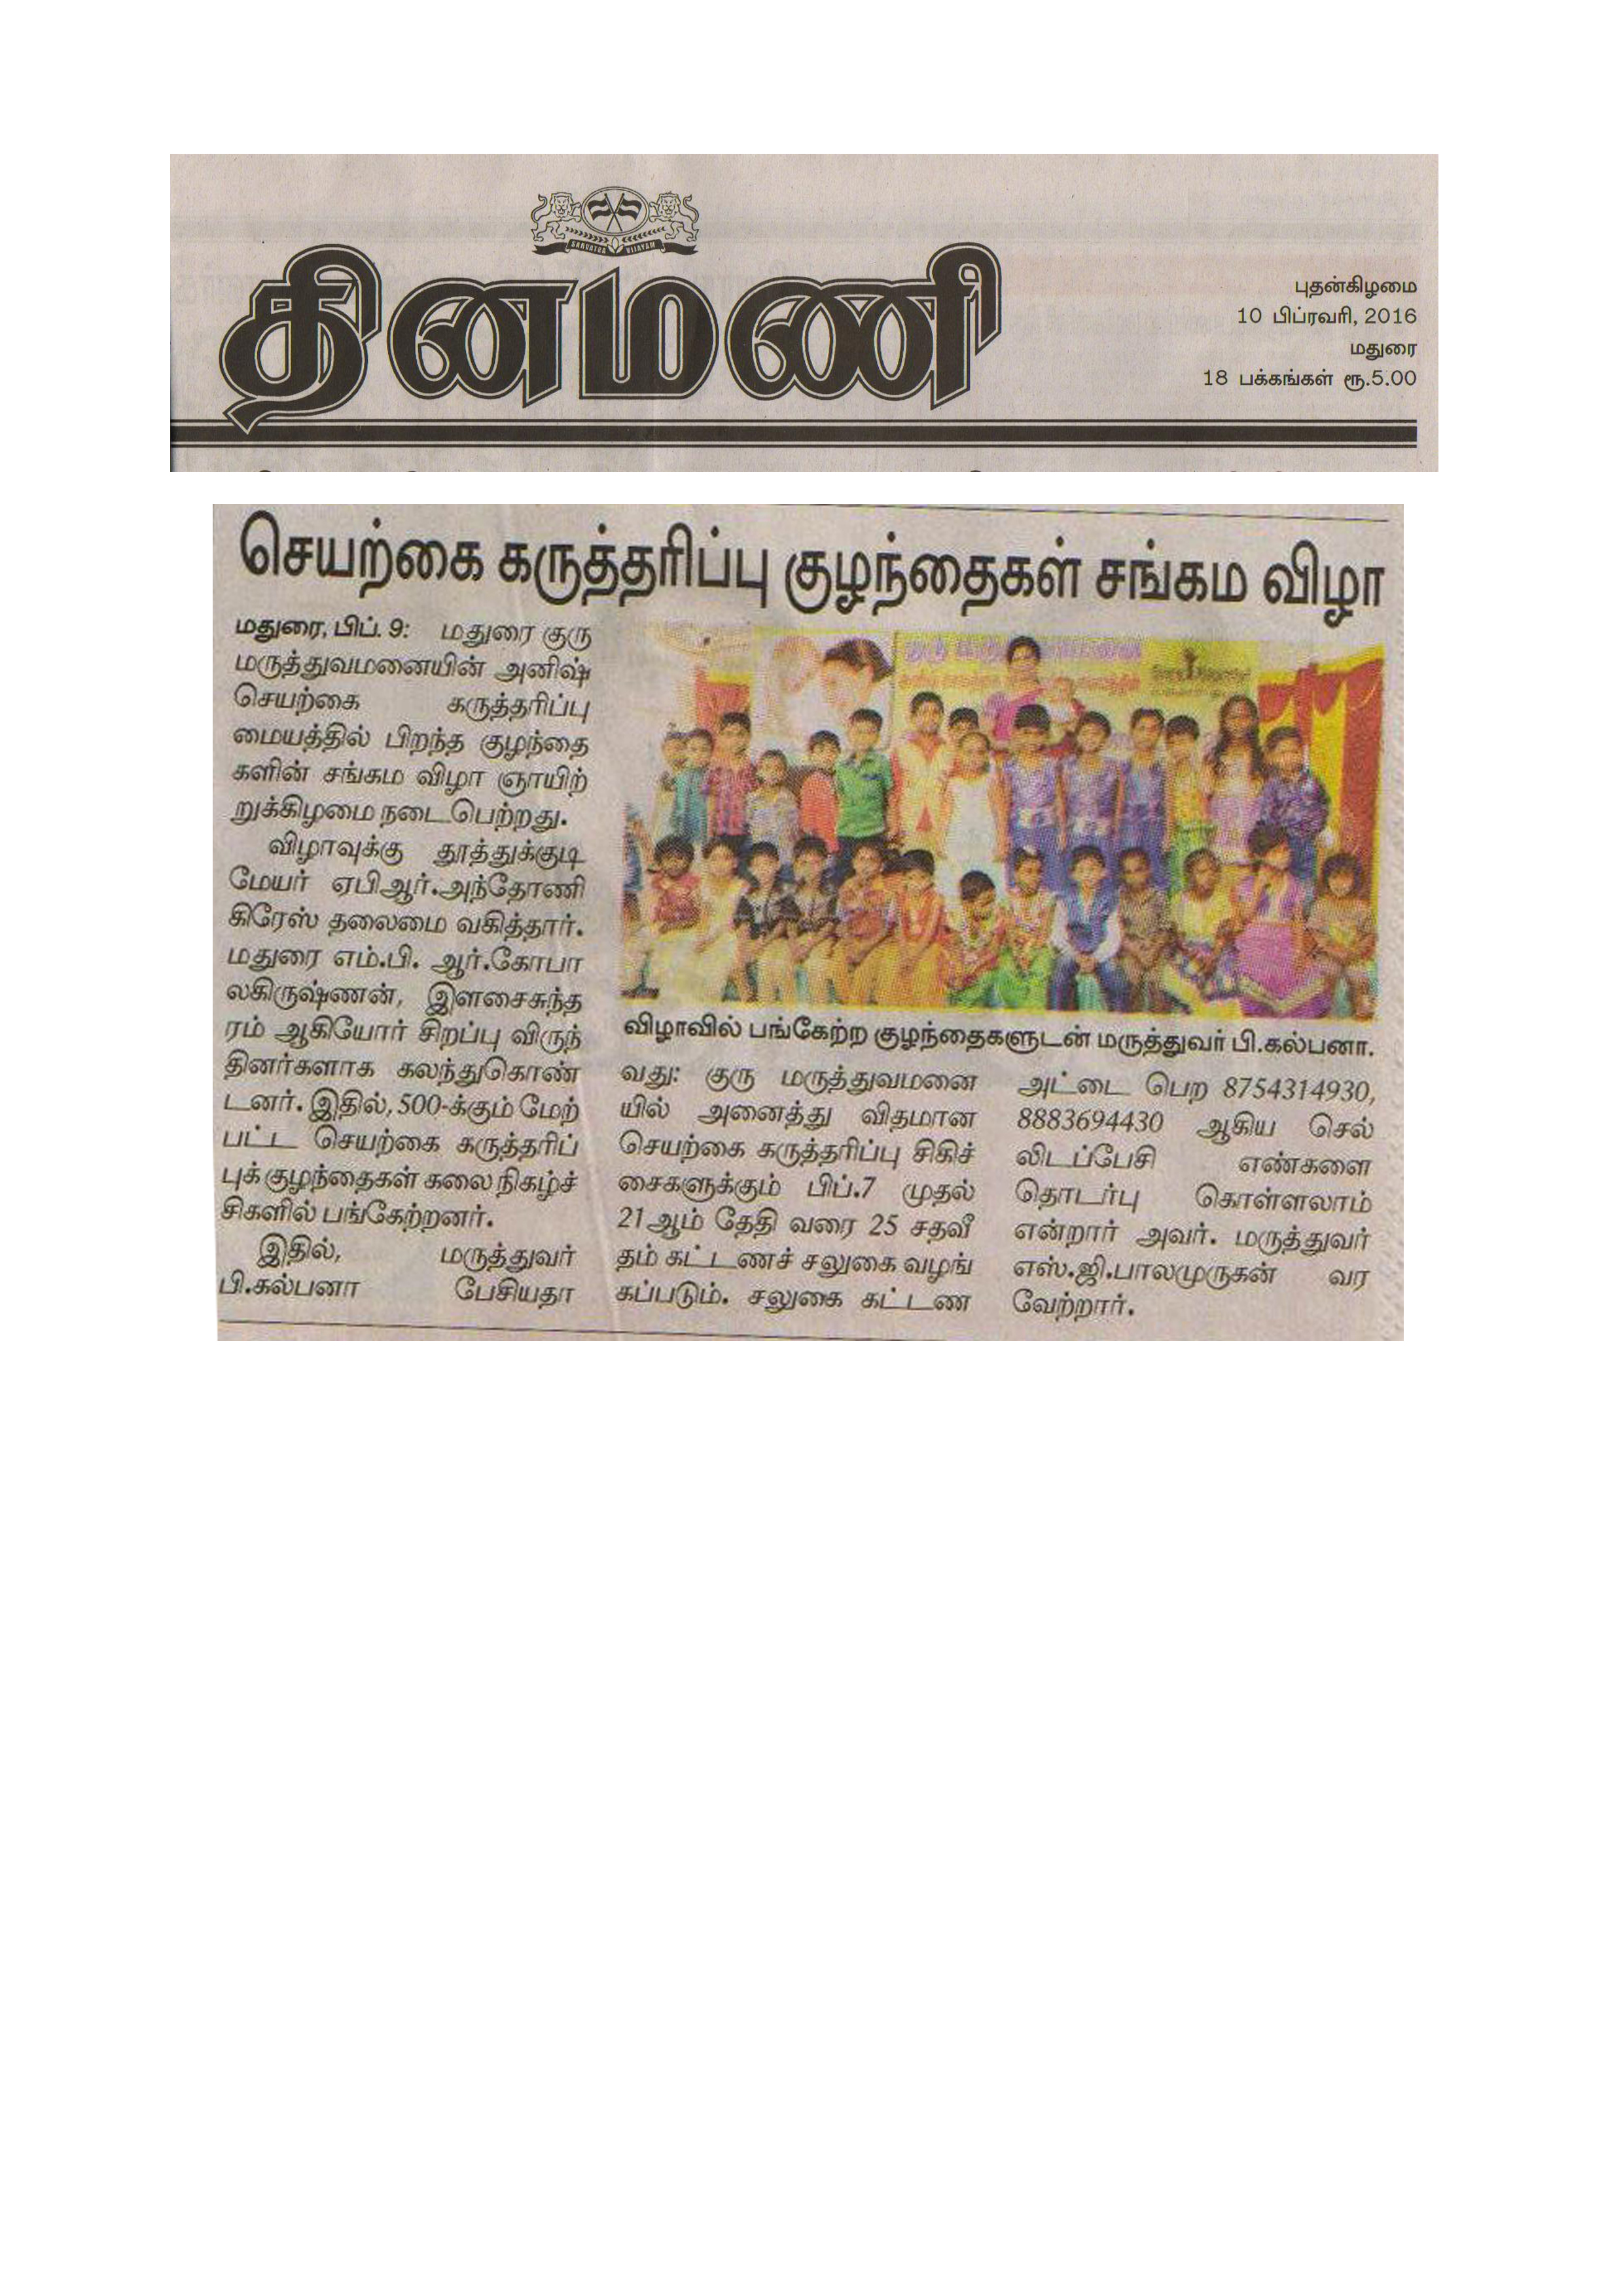 SARVATRA VIJAYAM
தினமணி
புதன்கிழமை
10 பிப்ரவரி, 2016
மதுரை
18 பக்கங்கள் ரூ.5.00
செயற்கை கருத்தரிப்பு குழந்தைகள் சங்கம விழா
மதுரை, பிப். 9: மதுரை குரு
மருத்துவமனையின் அனிஷ்
செயற்கை கருத்தரிப்பு
மையத்தில் பிறந்த குழந்தை
களின் சங்கம விழா ஞாயிற்
றுக்கிழமை நடைபெற்றது.
விழாவுக்கு தூத்துக்குடி
மேயர் ஏபிஆர்.அந்தோணி
கிரேஸ் தலைமை வகித்தார்.
மதுரை எம்.பி. ஆர்.கோபா
லகிருஷ்ணன், இளசைசுந்த
ரம் ஆகியோர் சிறப்பு விருந்
தினர்களாக கலந்துகொண்
டனர். இதில், 500-க்கும் மேற்
பட்ட செயற்கை கருத்தரிப்
புக் குழந்தைகள் கலை நிகழ்ச்
சிகளில் பங்கேற்றனர்.
இதில், மருத்துவர்
பி.கல்பனா பேசியதா
விழாவில் பங்கேற்ற குழந்தைகளுடன் மருத்துவர் பி.கல்பனா.
வது: குரு மருத்துவமனை
யில் அனைத்து விதமான
செயற்கை கருத்தரிப்பு சிகிச்
சைகளுக்கும் பிப்.7 முதல்
21ஆம் தேதி வரை 25 சதவீ
தம் கட்டணச் சலுகை வழங்
கப்படும். சலுகை கட்டண
அட்டை பெற 8754314930,
8883694430 ஆகிய செல்
லிடப்பேசி எண்களை
தொடர்பு கொள்ளலாம்
என்றார் அவர். மருத்துவர்
எஸ்.ஜி.பாலமுருகன் வர
வேற்றார்.